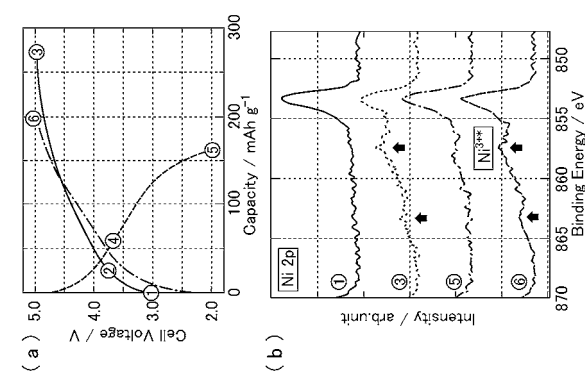 ( a )
5.0
4.0
3.0
2.0
Cell Voltage / V
0
100
200
300
Capacity / mAh g⁻¹
①
②
③
④
⑤
⑥
( b )
Ni 2p
①
③
⑤
⑥
Ni³⁺*
Intensity / arb.unit
870
865
860
855
850
Binding Energy / eV